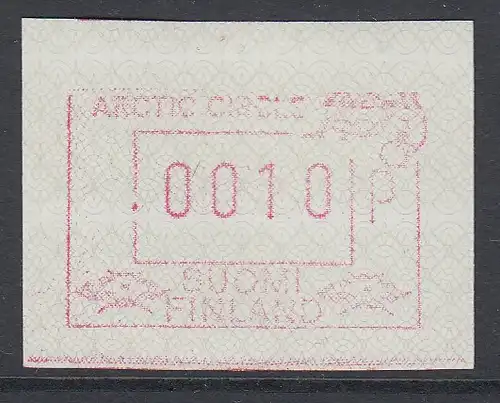 ARCTIC CIRCLE
0010 P
SUOMI
FINLAND